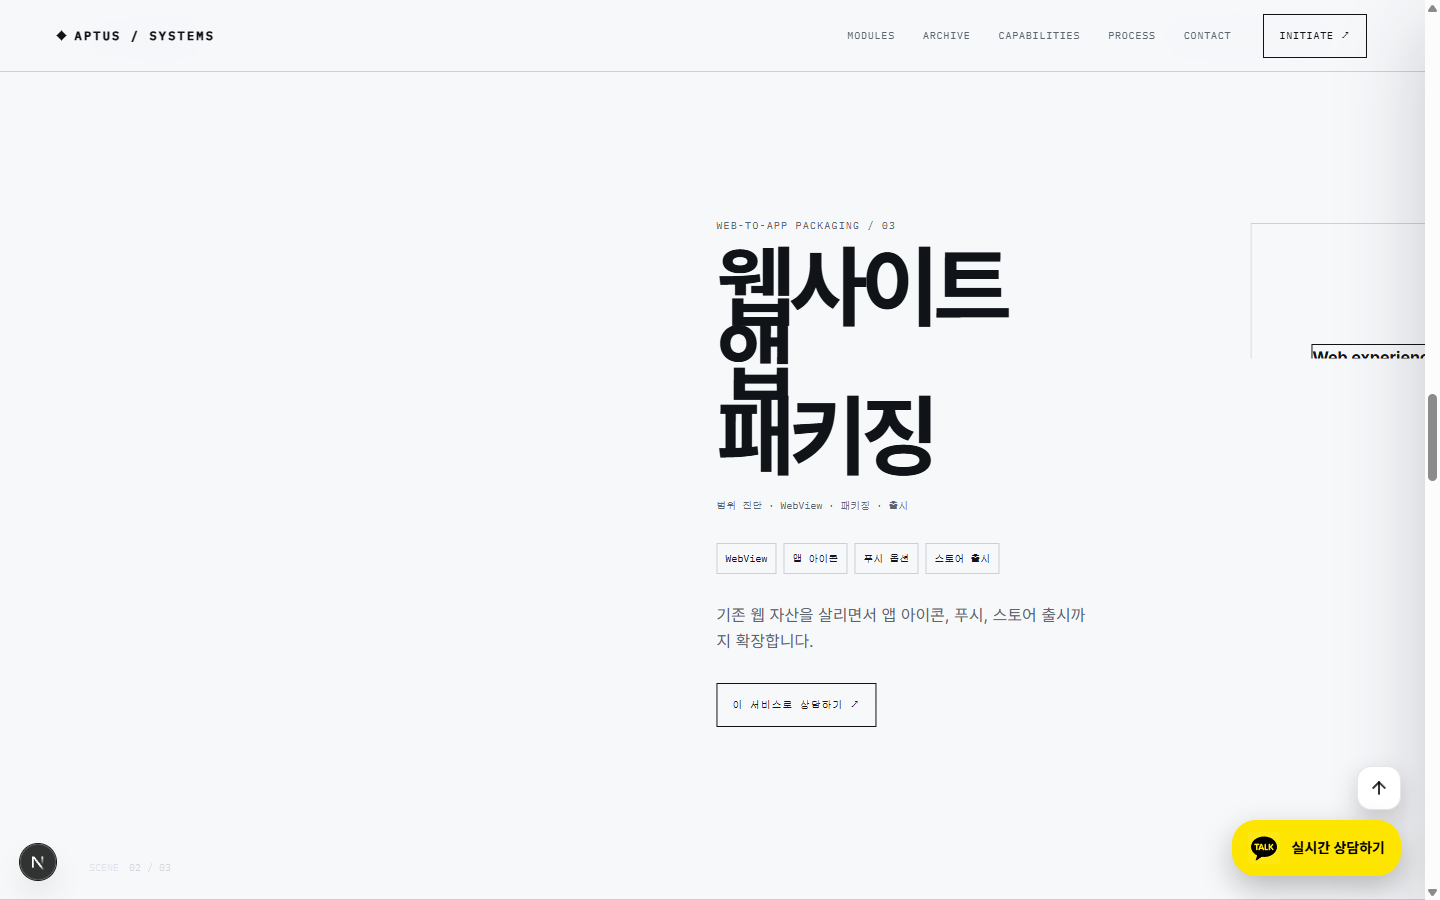 APTUS / SYSTEMS
MODULES ARCHIVE CAPABILITIES PROCESS CONTACT INITIATE ↗
WEB-TO-APP PACKAGING / 03
웹사이트
앱
패키징
범위 진단 · WebView · 패키징 · 출시
WebView 앱 아이콘 푸시 옵션 스토어 출시
기존 웹 자산을 살리면서 앱 아이콘, 푸시, 스토어 출시까
지 확장합니다.
이 서비스로 상담하기 ↗
Web experienc
TALK 실시간 상담하기
N
SCENE 02 / 03